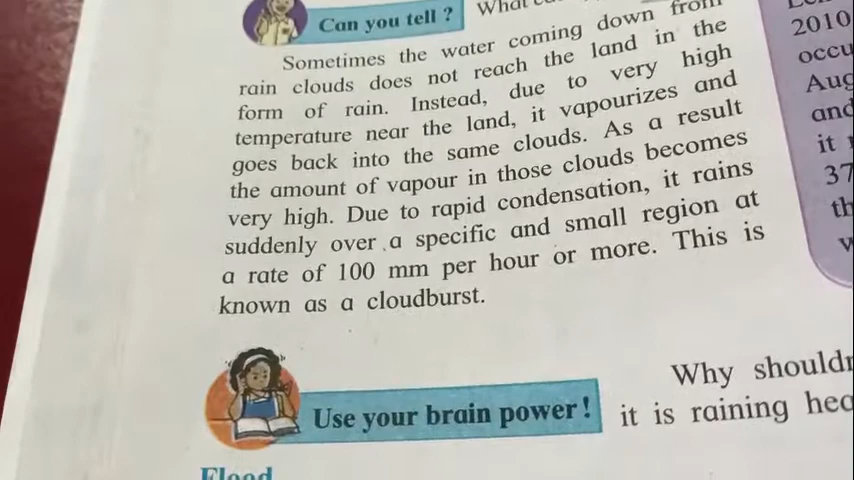 Can you tell ?
What
Sometimes the water coming down from
rain clouds does not reach the land in the
form of rain. Instead, due to very high
temperature near the land, it vapourizes and
goes back into the same clouds. As a result
the amount of vapour in those clouds becomes
very high. Due to rapid condensation, it rains
suddenly over a specific and small region at
a rate of 100 mm per hour or more. This is
known as a cloudburst.
2010
occu
Aug
and
it
37
th
w
Use your brain power!
Why should
it is raining hea
Flood